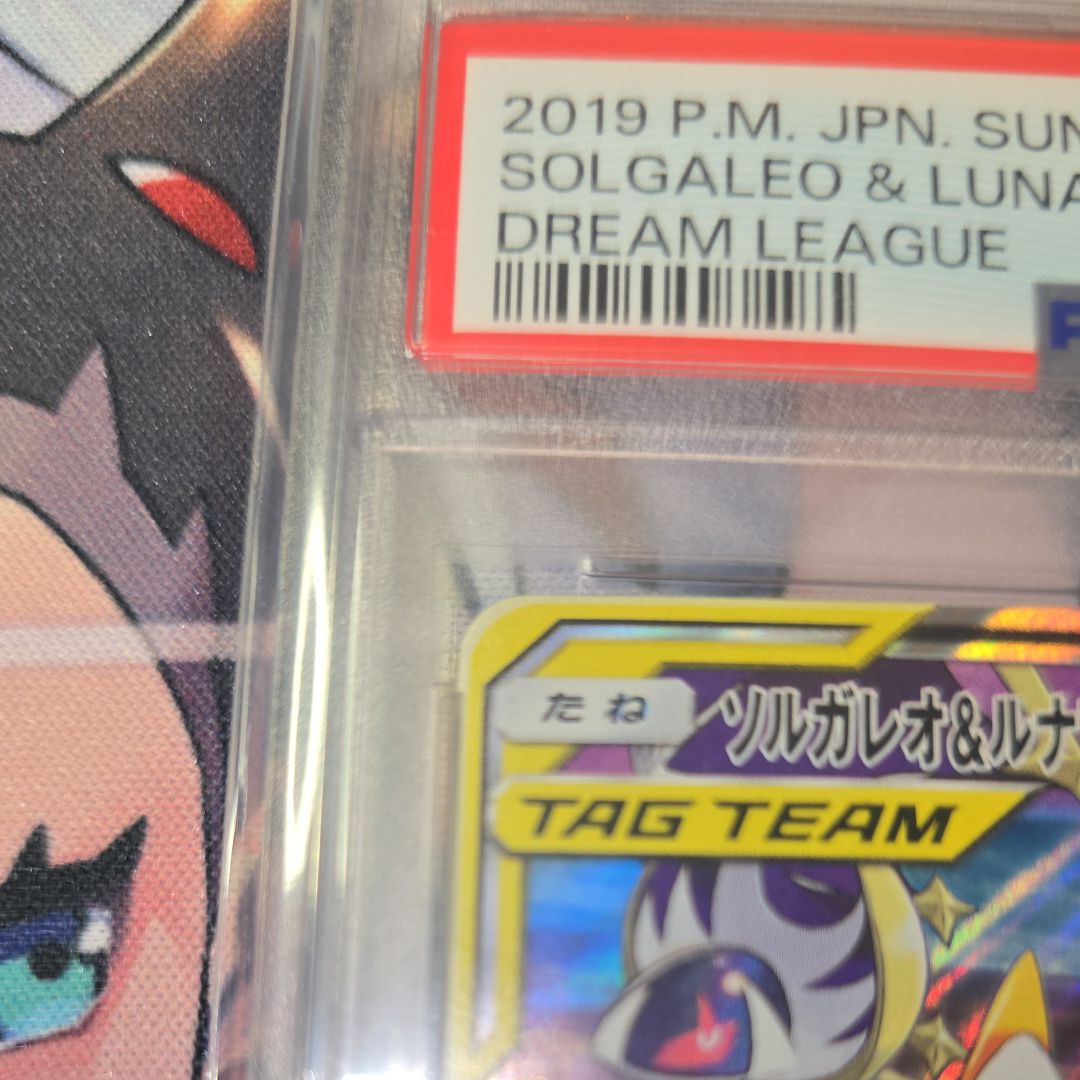 2019 P.M. JPN. SUN
SOLGALEO & LUNA
DREAM LEAGUE
たね
ソルガレオ&ルナ
TAG TEAM